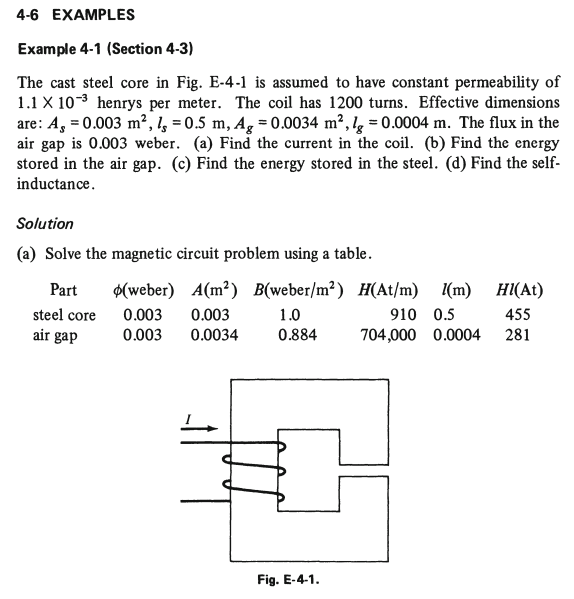 4-6 EXAMPLES
Example 4-1 (Section 4-3)
The cast steel core in Fig. E-4-1 is assumed to have constant permeability of
1.1 X 10⁻³ henrys per meter. The coil has 1200 turns. Effective dimensions
are: Aₛ = 0.003 m², lₛ = 0.5 m, A_g = 0.0034 m², l_g = 0.0004 m. The flux in the
air gap is 0.003 weber. (a) Find the current in the coil. (b) Find the energy
stored in the air gap. (c) Find the energy stored in the steel. (d) Find the self-
inductance.
Solution
(a) Solve the magnetic circuit problem using a table.
Part ϕ(weber) A(m²) B(weber/m²) H(At/m) l(m) Hl(At)
steel core 0.003 0.003 1.0 910 0.5 455
air gap 0.003 0.0034 0.884 704,000 0.0004 281
I
Fig. E-4-1.